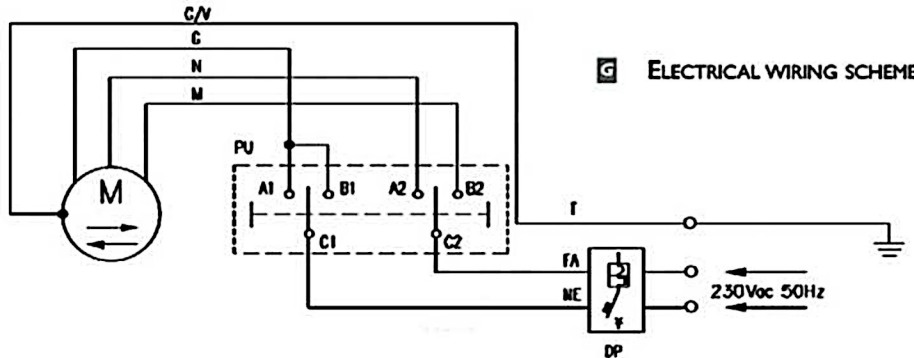 C/V
C
N
M
G ELECTRICAL WIRING SCHEME
PU
M
A1 B1 A2 B2
C1 C2
T
FA
NE
230Vac 50Hz
DP